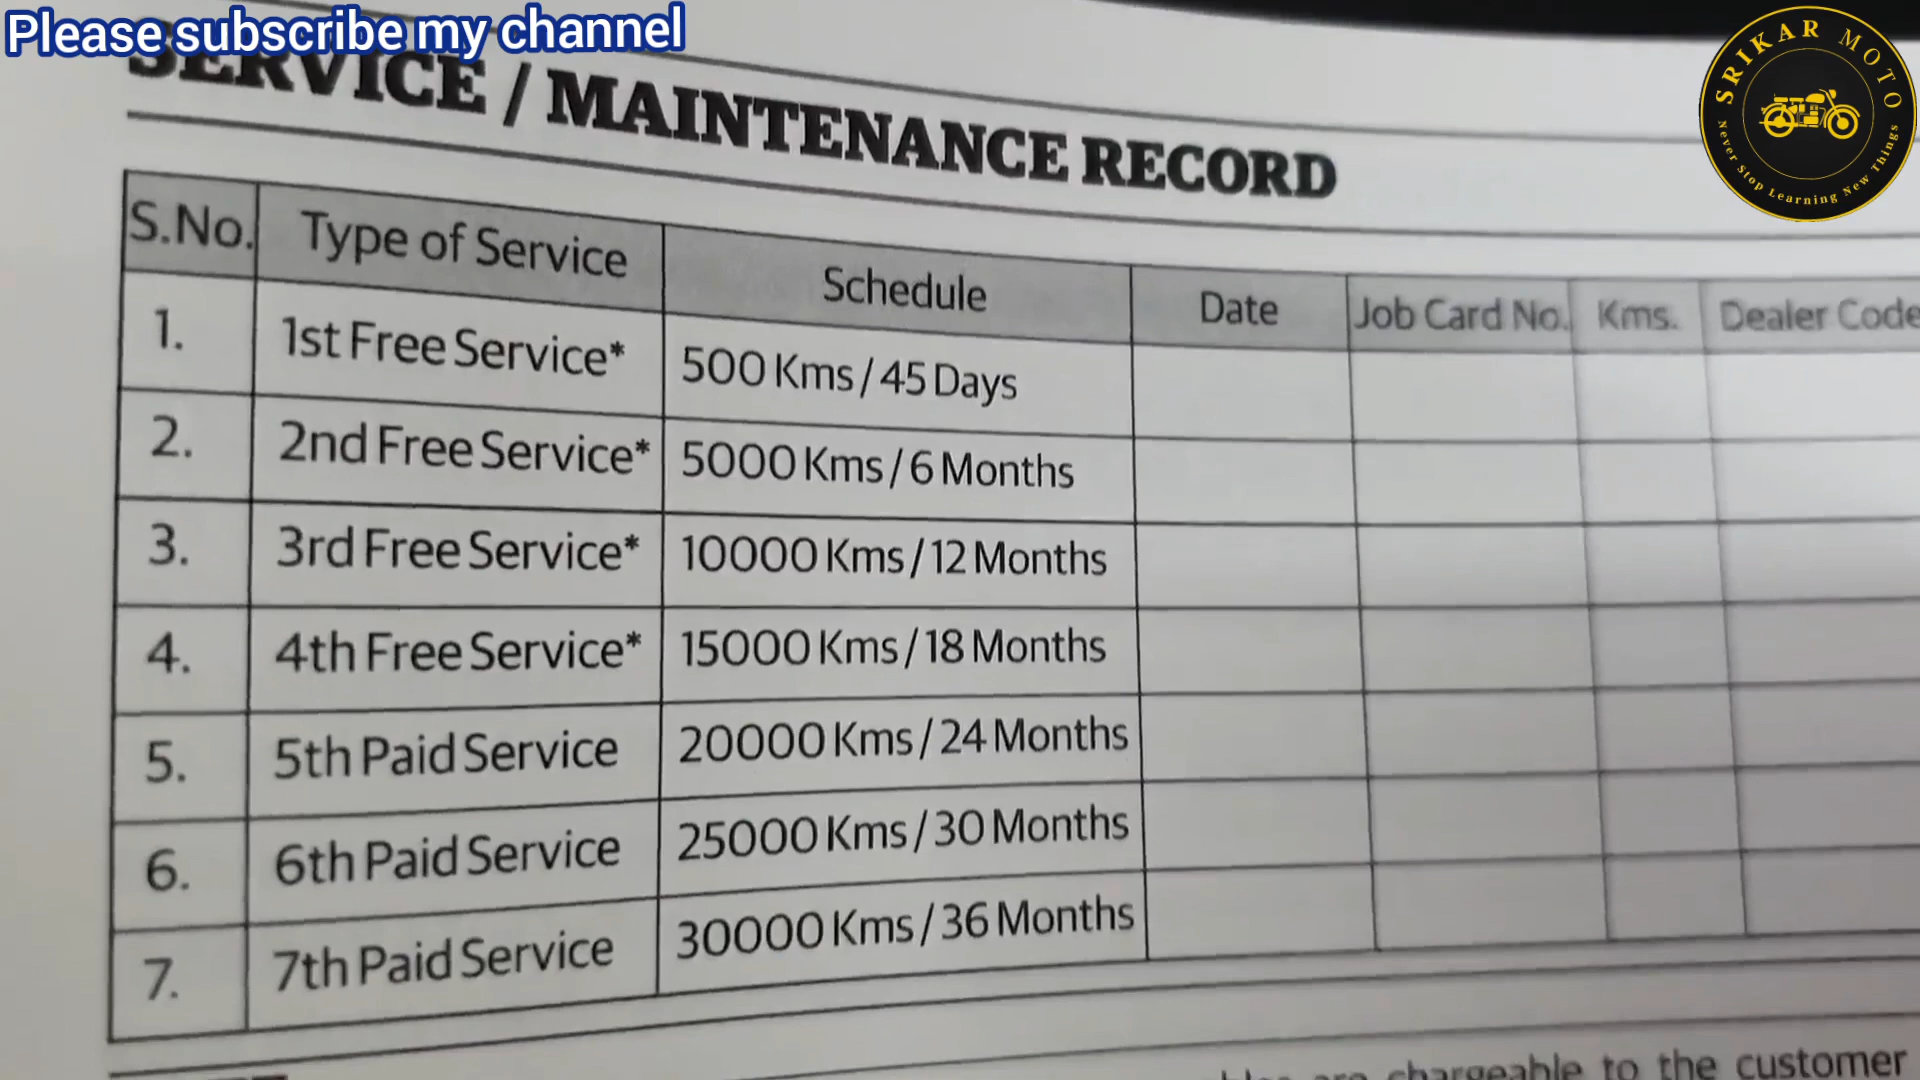 Please subscribe my channel
SRIKAR MOTO
Never Stop Learning New Things
SERVICE / MAINTENANCE RECORD
S.No. Type of Service Schedule Date Job Card No. Kms. Dealer Code
1. 1st Free Service* 500 Kms / 45 Days
2. 2nd Free Service* 5000 Kms / 6 Months
3. 3rd Free Service* 10000 Kms / 12 Months
4. 4th Free Service* 15000 Kms / 18 Months
5. 5th Paid Service 20000 Kms / 24 Months
6. 6th Paid Service 25000 Kms / 30 Months
7. 7th Paid Service 30000 Kms / 36 Months
are chargeable to the customer